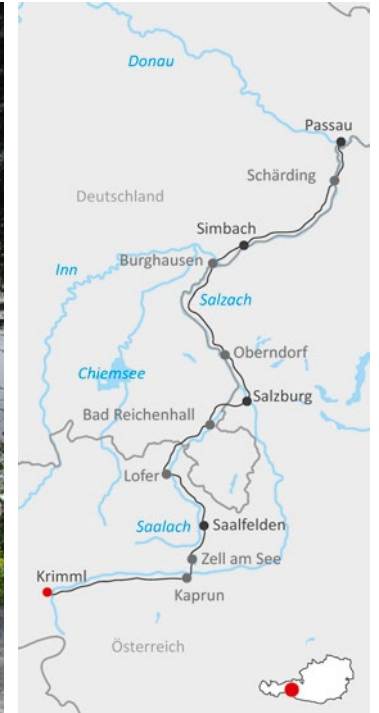 Donau
Passau
Schärding
Deutschland
Simbach
Burghausen
Inn
Salzach
Oberndorf
Chiemsee
Salzburg
Bad Reichenhall
Lofer
Saalach
Saalfelden
Zell am See
Krimml
Kaprun
Österreich